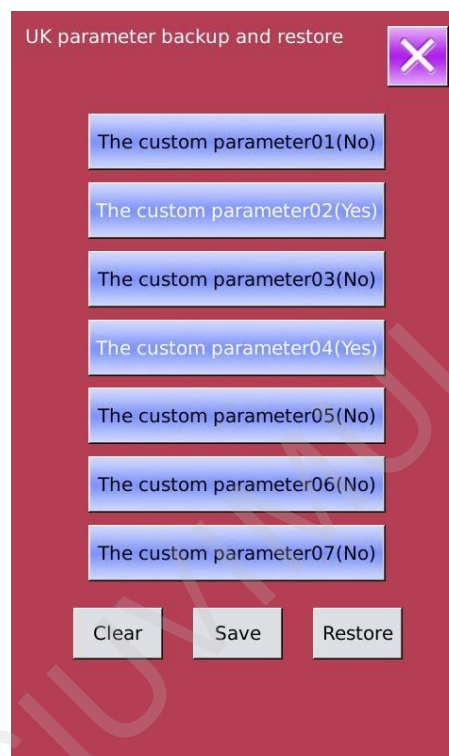 UK parameter backup and restore
The custom parameter01(No)
The custom parameter02(Yes)
The custom parameter03(No)
The custom parameter04(Yes)
The custom parameter05(No)
The custom parameter06(No)
The custom parameter07(No)
Clear Save Restore